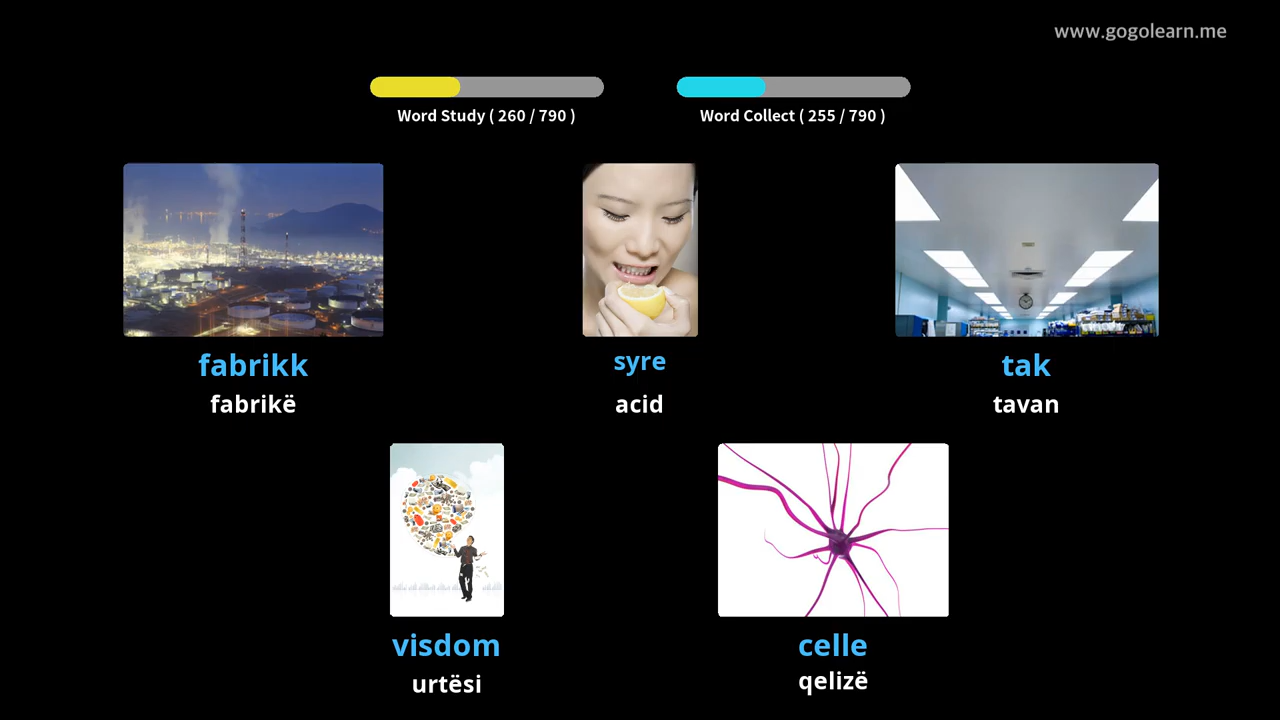 www.gogolearn.me
Word Study ( 260 / 790 )
Word Collect ( 255 / 790 )
fabrikk
fabrikë
syre
acid
tak
tavan
visdom
urtësi
celle
qelizë